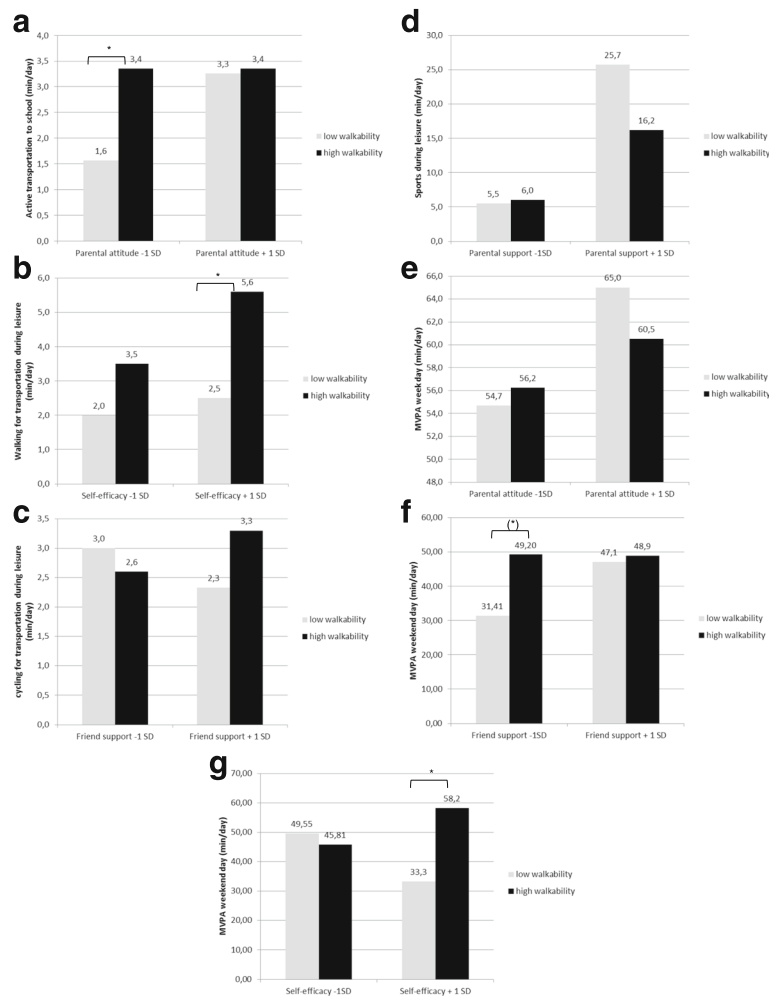 a
Active transportation to school (min/day)
4,0
3,5
3,0
2,5
2,0
1,5
1,0
0,5
0,0
*
1,6
3,4
3,3
3,4
Parental attitude -1 SD
Parental attitude + 1 SD
low walkability
high walkability
b
Walking for transportation during leisure
(min/day)
6,0
5,0
4,0
3,0
2,0
1,0
0,0
2,0
3,5
*
2,5
5,6
Self-efficacy -1 SD
Self-efficacy + 1 SD
low walkability
high walkability
c
cycling for transportation during leisure
(min/day)
3,5
3,0
2,5
2,0
1,5
1,0
0,5
0,0
3,0
2,6
2,3
3,3
Friend support -1 SD
Friend support + 1 SD
low walkability
high walkability
d
Sports during leisure (min/day)
30,0
25,0
20,0
15,0
10,0
5,0
0,0
5,5
6,0
25,7
16,2
Parental support -1SD
Parental support + 1 SD
low walkability
high walkability
e
MVPA week day (min/day)
66,0
64,0
62,0
60,0
58,0
56,0
54,0
52,0
50,0
48,0
54,7
56,2
65,0
60,5
Parental attitude -1SD
Parental attitude + 1 SD
low walkability
high walkability
f
MVPA weekend day (min/day)
60,00
50,00
40,00
30,00
20,00
10,00
0,00
(*)
31,41
49,20
47,1
48,9
Friend support -1SD
Friend support + 1 SD
low walkability
high walkability
g
MVPA weekend day (min/day)
70,00
60,00
50,00
40,00
30,00
20,00
10,00
0,00
49,55
45,81
*
33,3
58,2
Self-efficacy -1SD
Self-efficacy + 1 SD
low walkability
high walkability